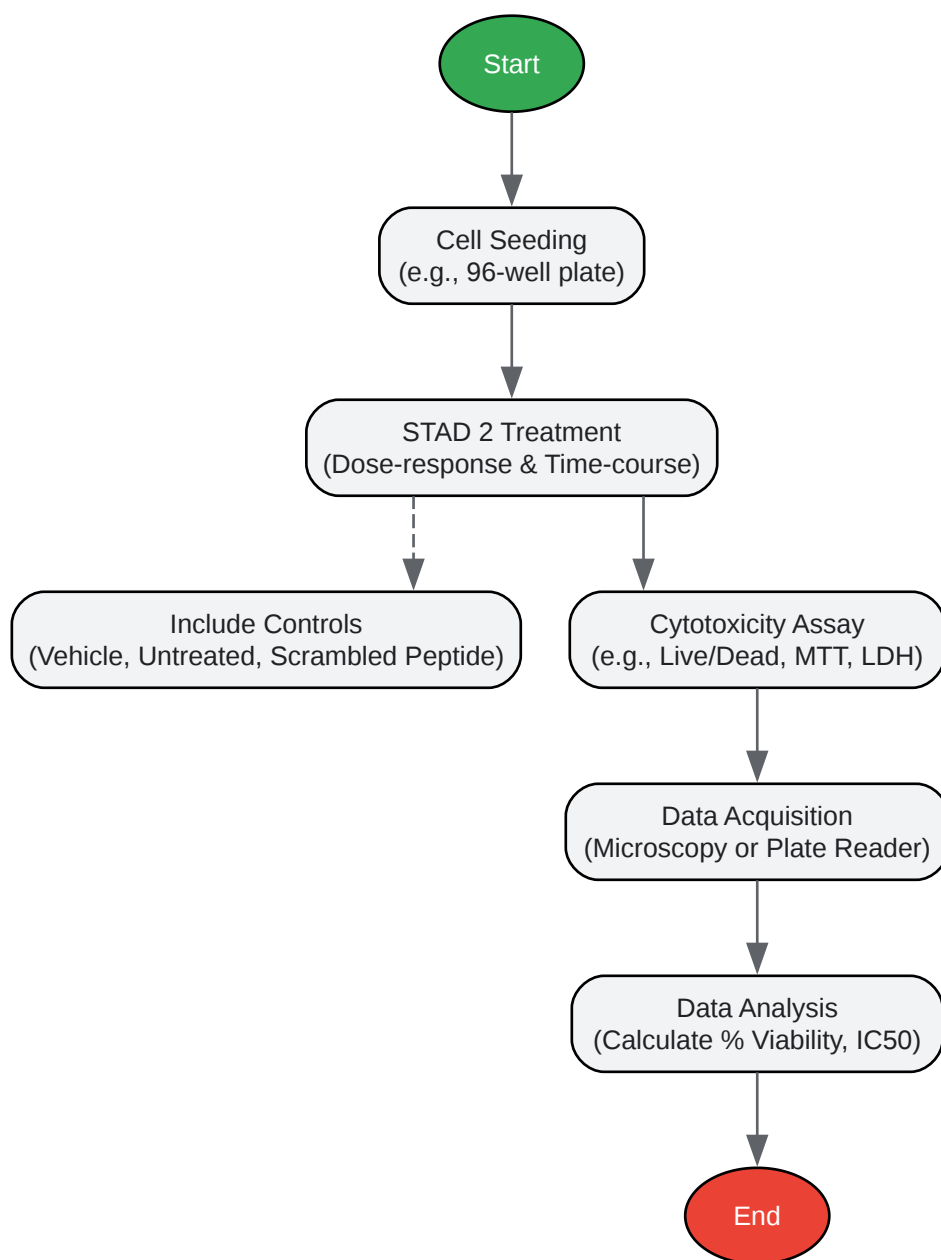 Start
Cell Seeding
(e.g., 96-well plate)
STAD 2 Treatment
(Dose-response & Time-course)
Include Controls
(Vehicle, Untreated, Scrambled Peptide)
Cytotoxicity Assay
(e.g., Live/Dead, MTT, LDH)
Data Acquisition
(Microscopy or Plate Reader)
Data Analysis
(Calculate % Viability, IC50)
End